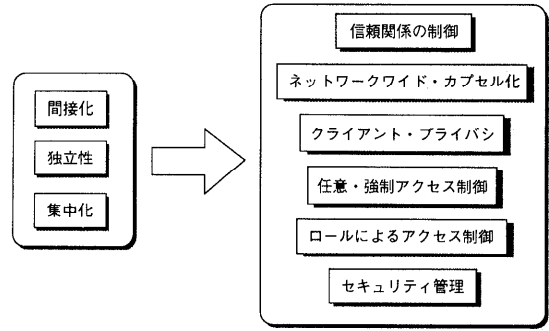 間接化
独立性
集中化
信頼関係の制御
ネットワークワイド・カプセル化
クライアント・プライバシ
任意・強制アクセス制御
ロールによるアクセス制御
セキュリティ管理